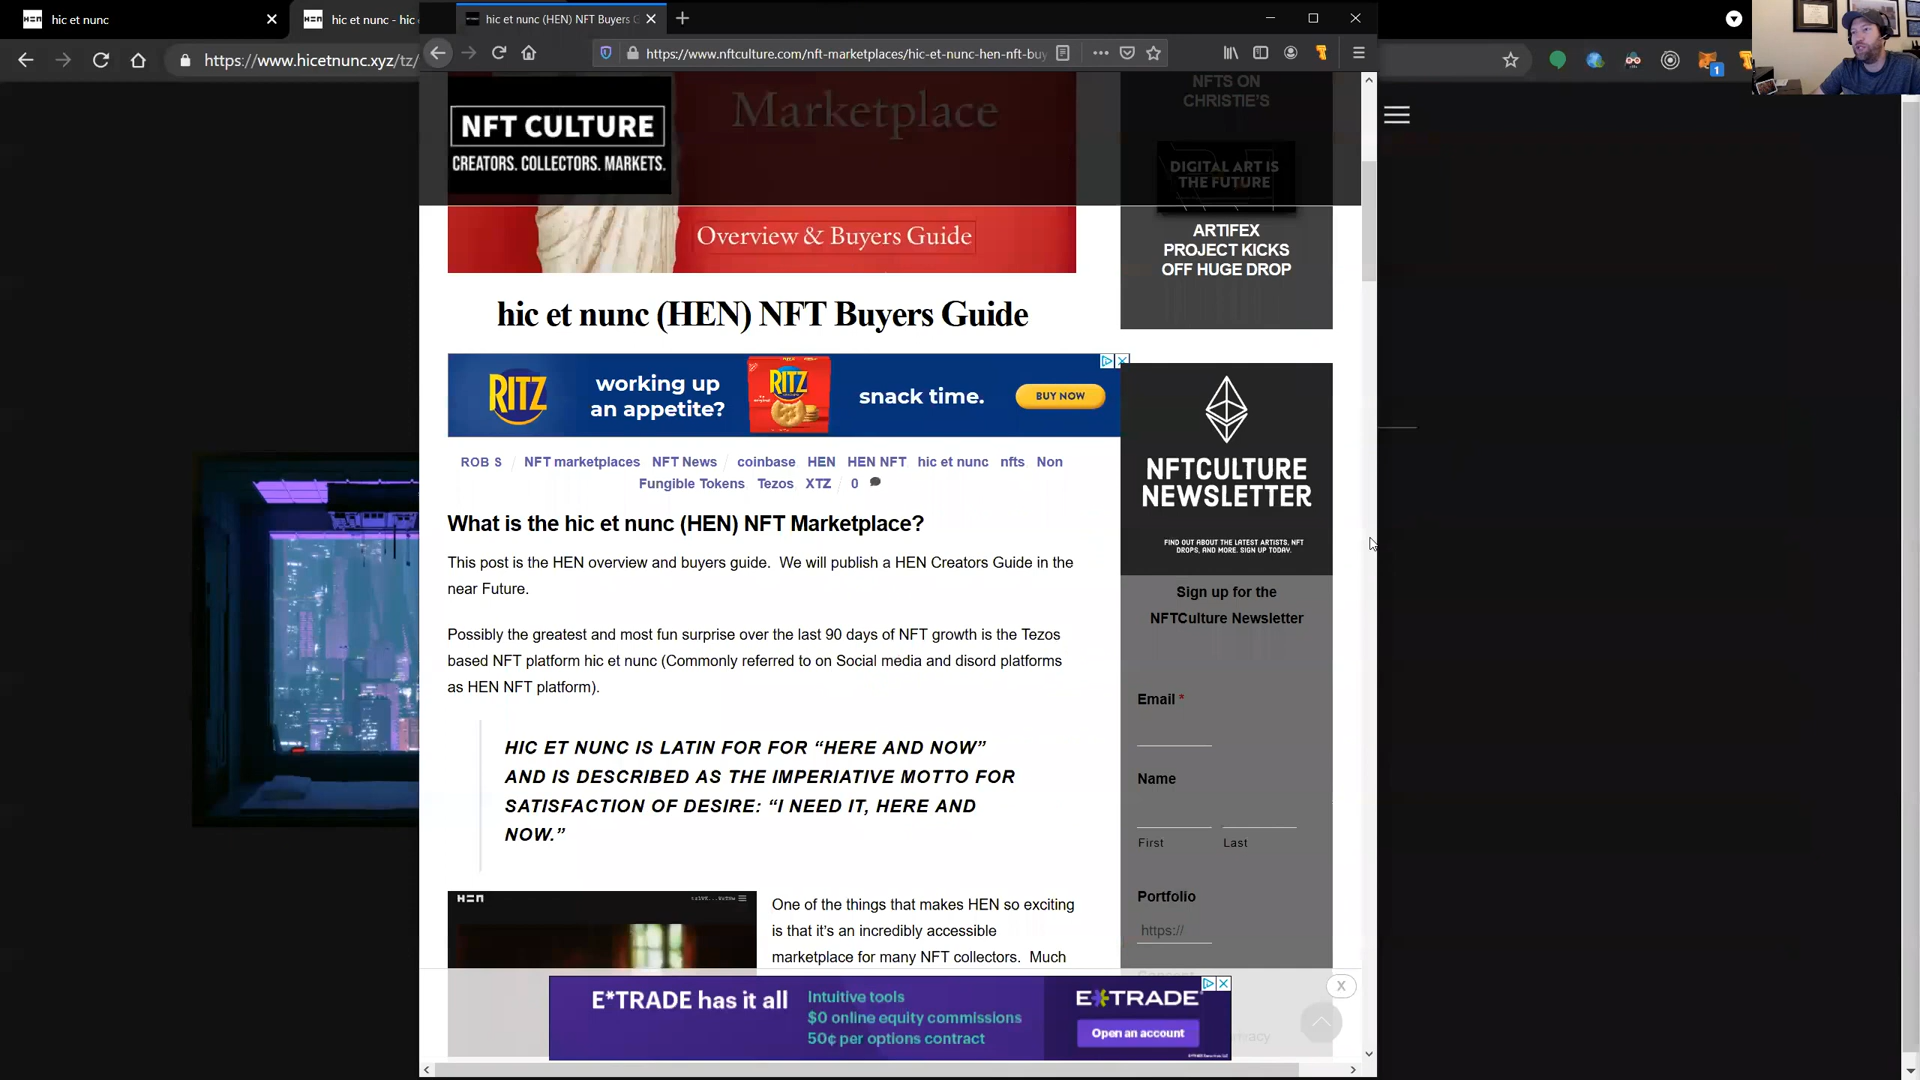 hic et nunc
hic et nunc - hic
hic et nunc (HEN) NFT Buyers G
https://www.hicetnunc.xyz/tz/
https://www.nftculture.com/nft-marketplaces/hic-et-nunc-hen-nft-buy
1
NFT CULTURE
CREATORS. COLLECTORS. MARKETS.
Marketplace
Overview & Buyers Guide
NFTS ON
CHRISTIE'S
DIGITAL ART IS
THE FUTURE
ARTIFEX
PROJECT KICKS
OFF HUGE DROP
hic et nunc (HEN) NFT Buyers Guide
RITZ
working up
an appetite?
RITZ
snack time.
BUY NOW
ROB S / NFT marketplaces NFT News / coinbase HEN HEN NFT hic et nunc nfts Non
Fungible Tokens Tezos XTZ / 0
What is the hic et nunc (HEN) NFT Marketplace?
This post is the HEN overview and buyers guide. We will publish a HEN Creators Guide in the
near Future.
Possibly the greatest and most fun surprise over the last 90 days of NFT growth is the Tezos
based NFT platform hic et nunc (Commonly referred to on Social media and disord platforms
as HEN NFT platform).
HIC ET NUNC IS LATIN FOR FOR “HERE AND NOW”
AND IS DESCRIBED AS THE IMPERIATIVE MOTTO FOR
SATISFACTION OF DESIRE: “I NEED IT, HERE AND
NOW.”
One of the things that makes HEN so exciting
is that it’s an incredibly accessible
marketplace for many NFT collectors. Much
NFTCULTURE
NEWSLETTER
FIND OUT ABOUT THE LATEST ARTISTS, NFT
DROPS, AND MORE. SIGN UP TODAY.
Sign up for the
NFTCulture Newsletter
Email *
Name
First Last
Portfolio
https://
E*TRADE has it all
Intuitive tools
$0 online equity commissions
50¢ per options contract
E*TRADE
Open an account
X